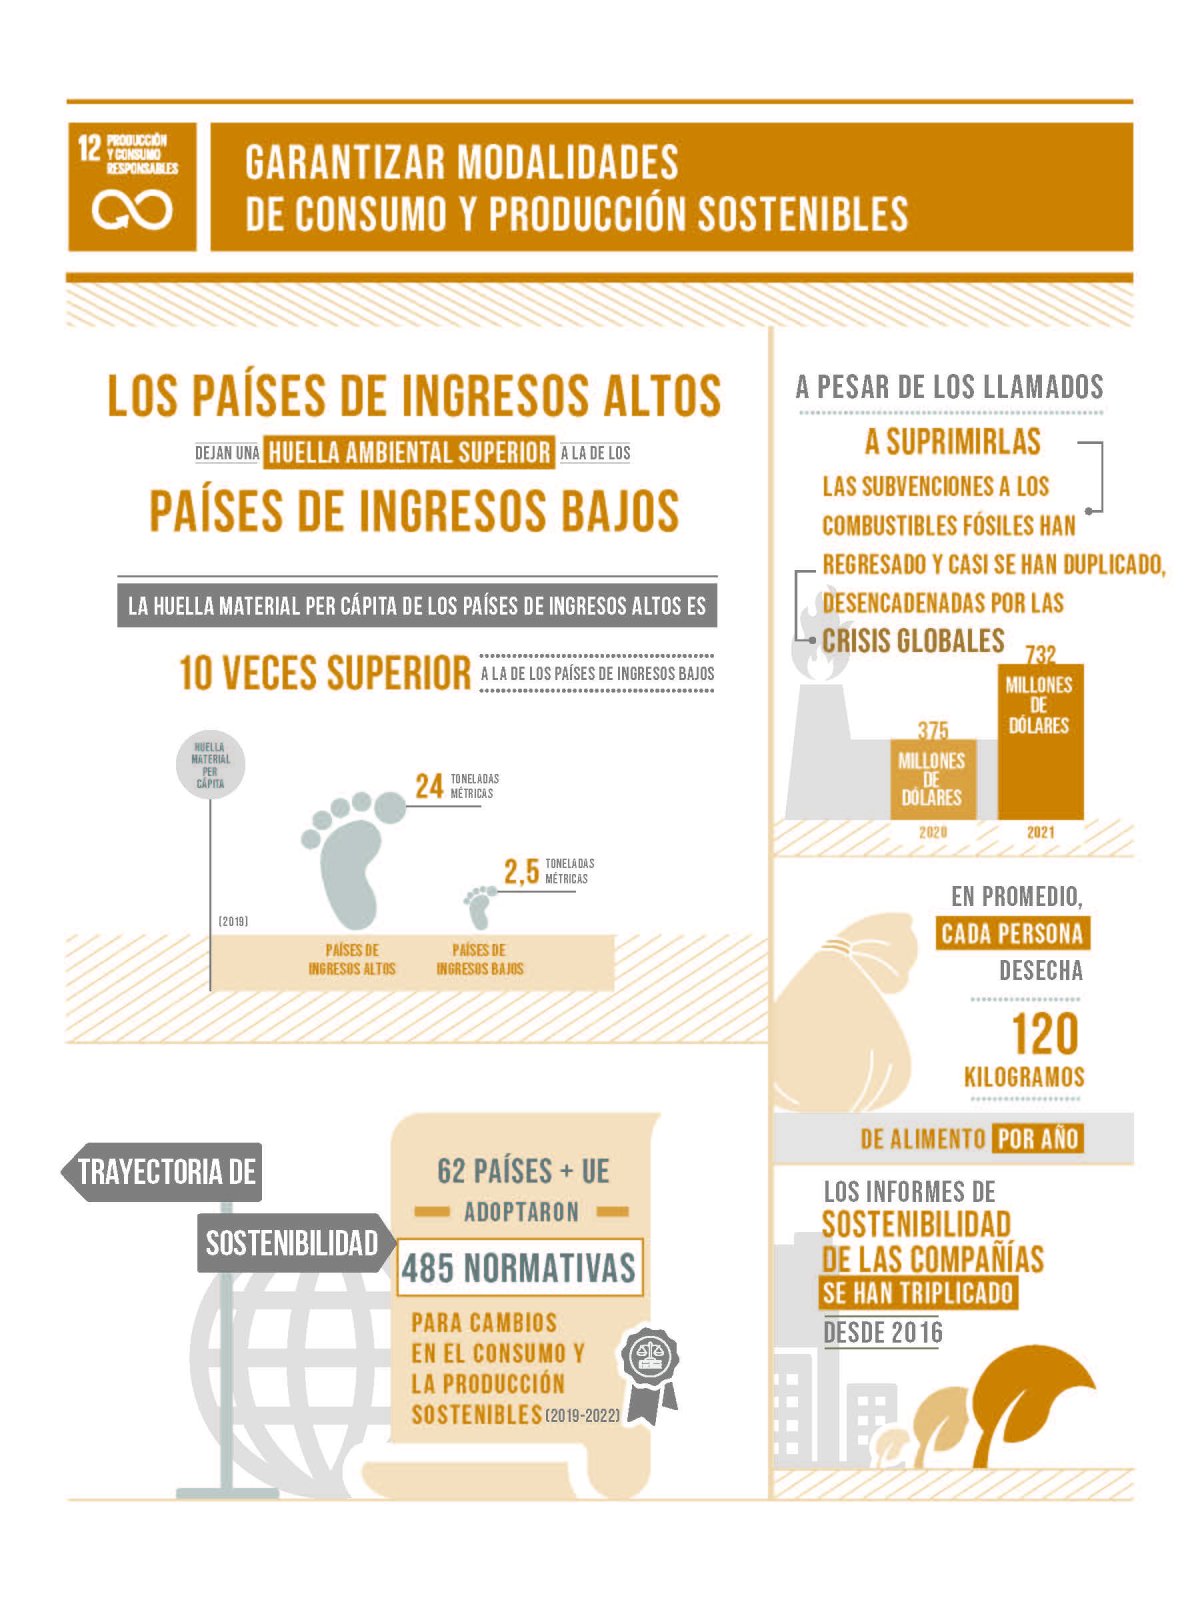 12 PRODUCCIÓN
Y CONSUMO
RESPONSABLES
GARANTIZAR MODALIDADES
DE CONSUMO Y PRODUCCIÓN SOSTENIBLES
LOS PAÍSES DE INGRESOS ALTOS
DEJAN UNA HUELLA AMBIENTAL SUPERIOR A LA DE LOS
PAÍSES DE INGRESOS BAJOS
LA HUELLA MATERIAL PER CÁPITA DE LOS PAÍSES DE INGRESOS ALTOS ES
10 VECES SUPERIOR A LA DE LOS PAÍSES DE INGRESOS BAJOS
HUELLA
MATERIAL
PER
CÁPITA
24 TONELADAS
MÉTRICAS
2,5 TONELADAS
MÉTRICAS
(2019)
PAÍSES DE
INGRESOS ALTOS
PAÍSES DE
INGRESOS BAJOS
TRAYECTORIA DE
SOSTENIBILIDAD
62 PAÍSES + UE
ADOPTARON
485 NORMATIVAS
PARA CAMBIOS
EN EL CONSUMO Y
LA PRODUCCIÓN
SOSTENIBLES (2019-2022)
A PESAR DE LOS LLAMADOS
A SUPRIMIRLAS
LAS SUBVENCIONES A LOS
COMBUSTIBLES FÓSILES HAN
REGRESADO Y CASI SE HAN DUPLICADO,
DESENCADENADAS POR LAS
CRISIS GLOBALES
375
MILLONES
DE
DÓLARES
2020
732
MILLONES
DE
DÓLARES
2021
EN PROMEDIO,
CADA PERSONA
DESECHA
120
KILOGRAMOS
DE ALIMENTO POR AÑO
LOS INFORMES DE
SOSTENIBILIDAD
DE LAS COMPAÑÍAS
SE HAN TRIPLICADO
DESDE 2016